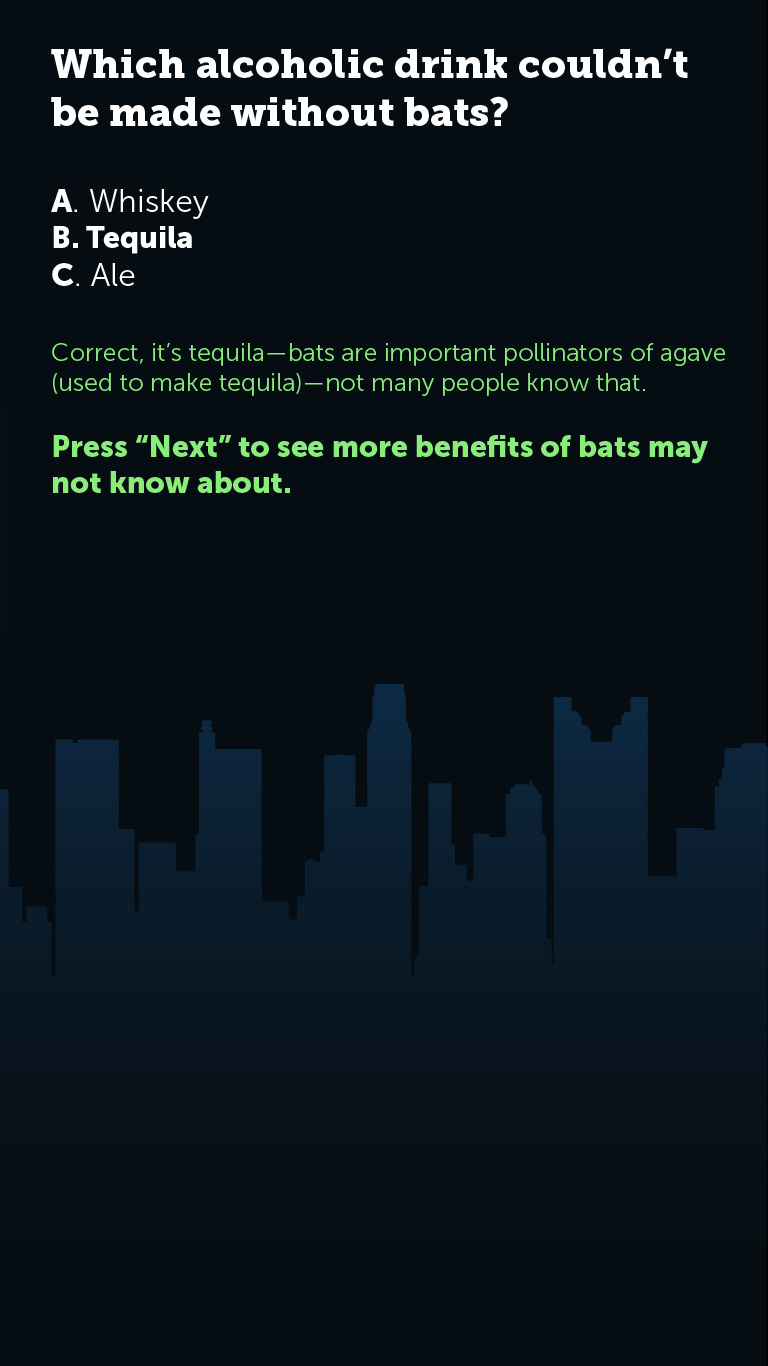 Which alcoholic drink couldn’t
be made without bats?
A. Whiskey
B. Tequila
C. Ale
Correct, it’s tequila—bats are important pollinators of agave
(used to make tequila)—not many people know that.
Press “Next” to see more benefits of bats may
not know about.